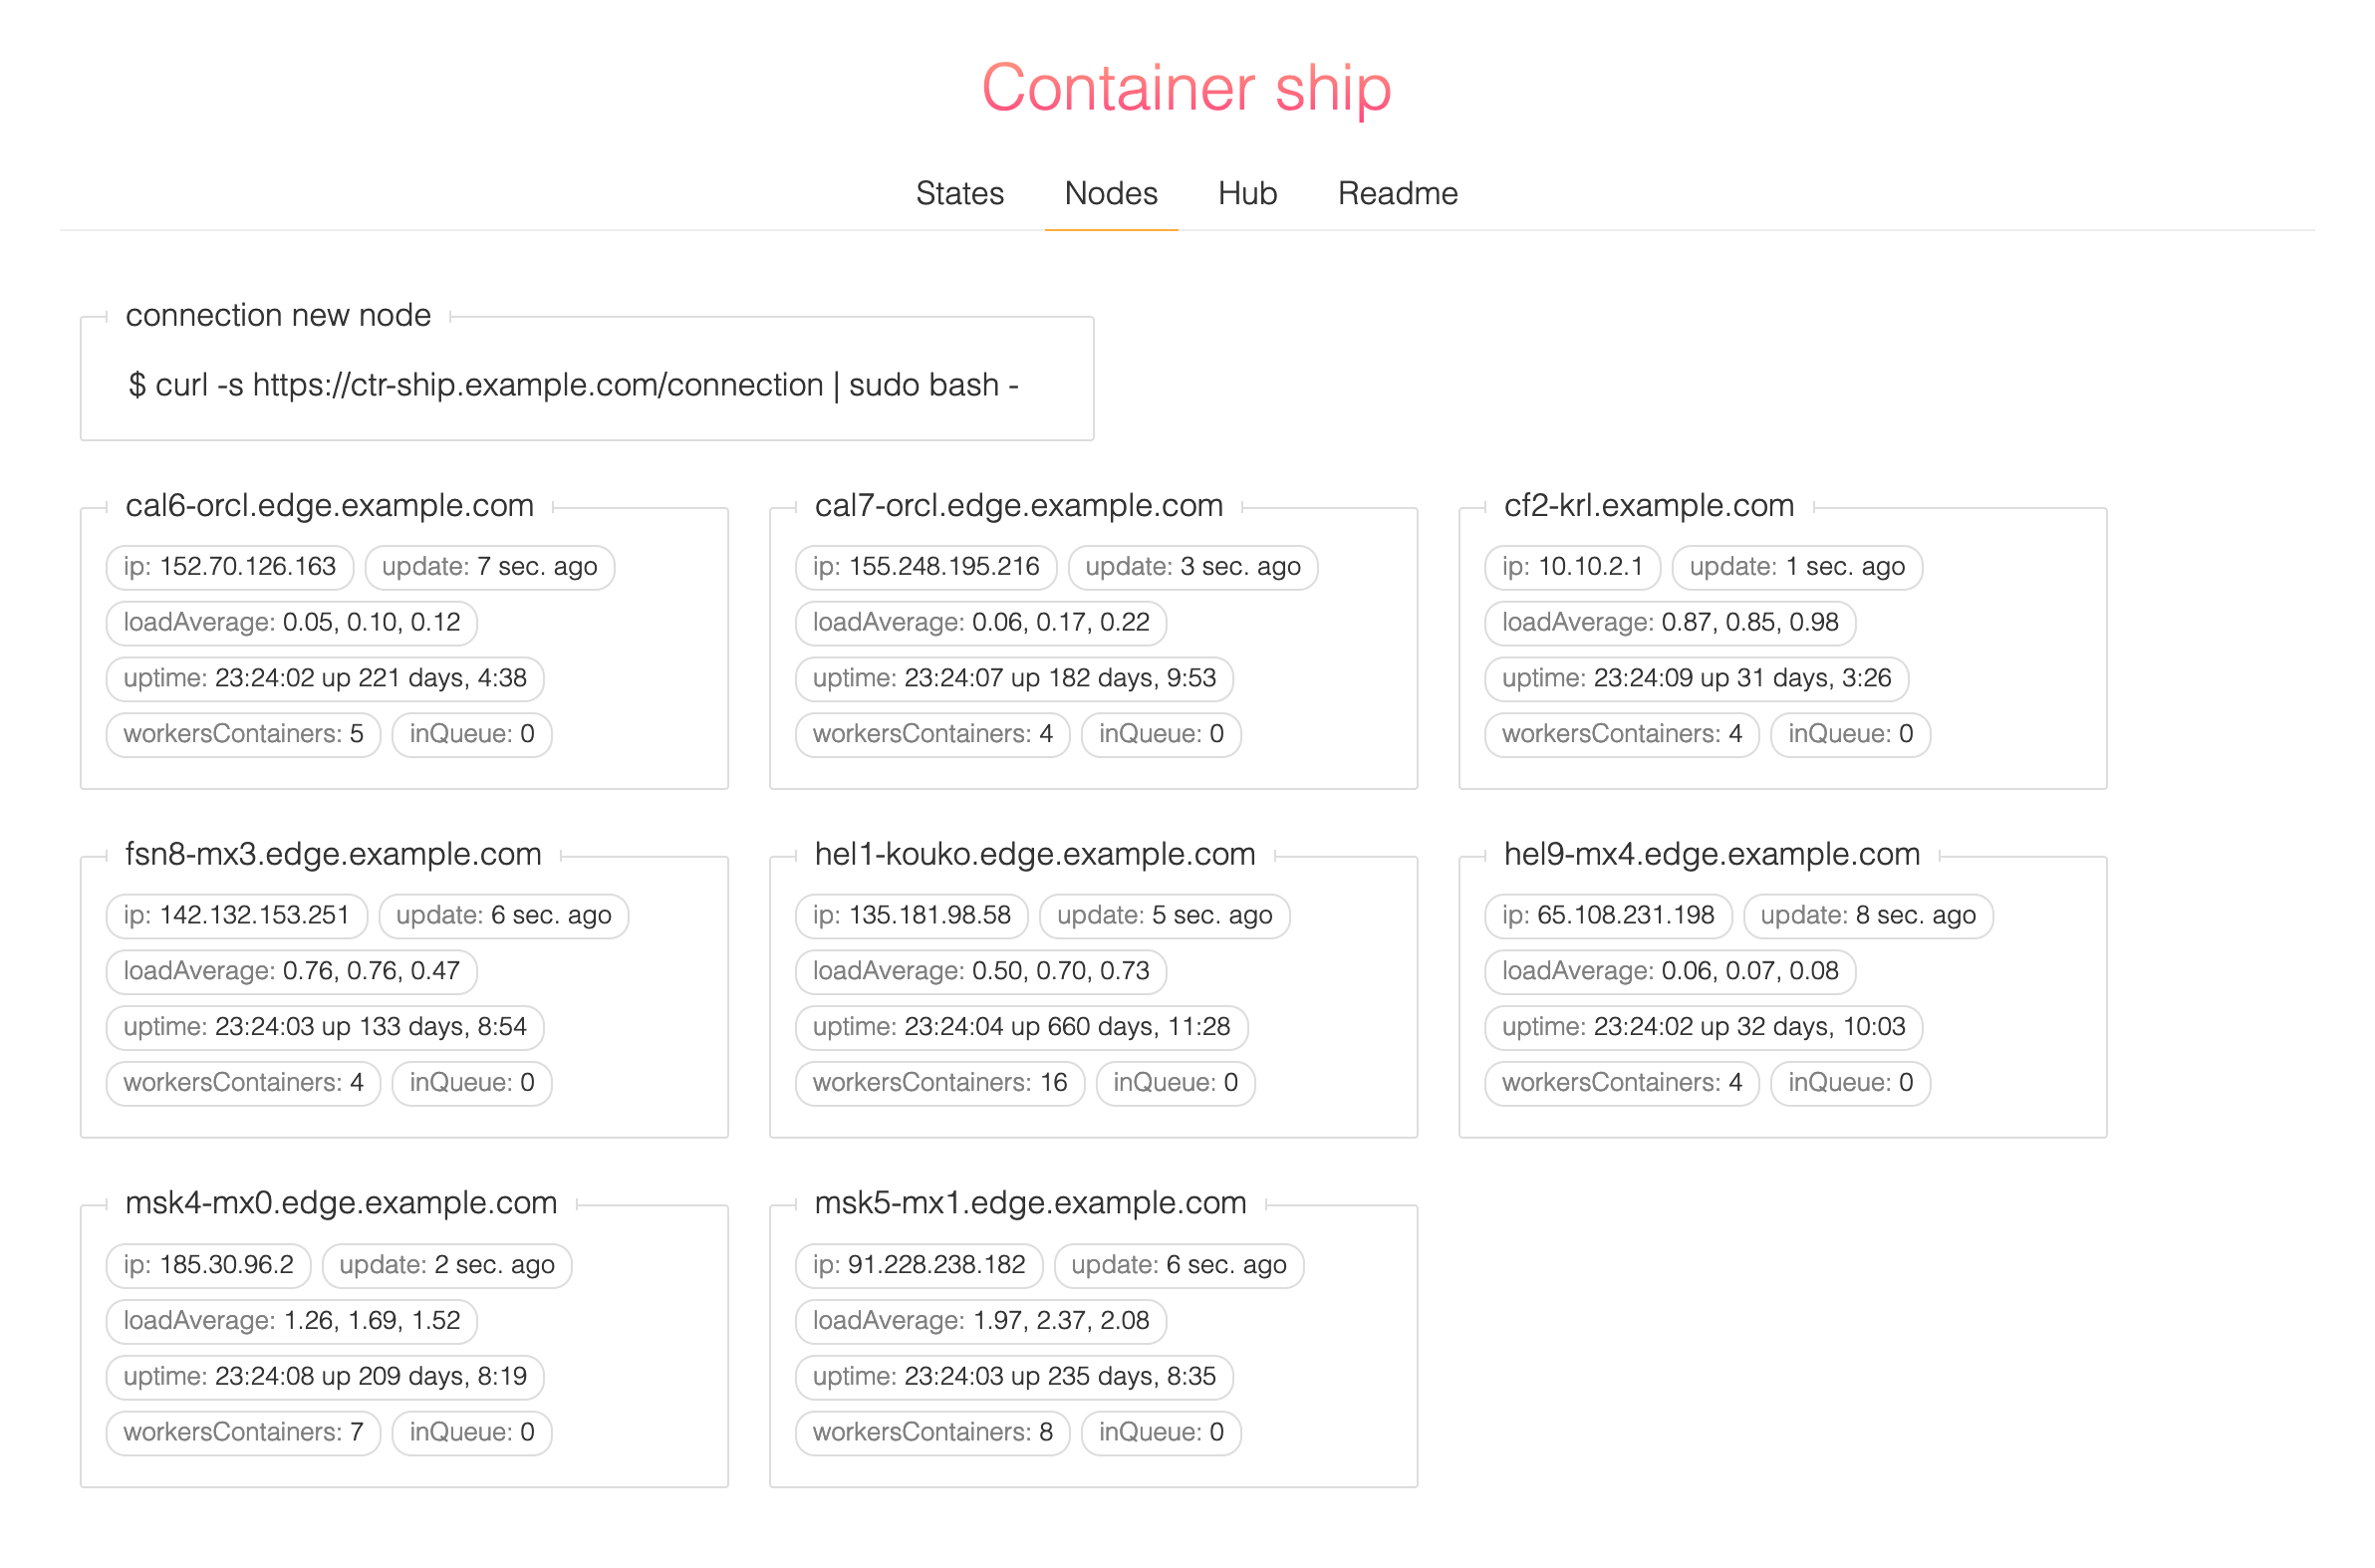 Container ship
States Nodes Hub Readme
connection new node
$ curl -s https://ctr-ship.example.com/connection | sudo bash -
cal6-orcl.edge.example.com
ip: 152.70.126.163 update: 7 sec. ago
loadAverage: 0.05, 0.10, 0.12
uptime: 23:24:02 up 221 days, 4:38
workersContainers: 5 inQueue: 0
cal7-orcl.edge.example.com
ip: 155.248.195.216 update: 3 sec. ago
loadAverage: 0.06, 0.17, 0.22
uptime: 23:24:07 up 182 days, 9:53
workersContainers: 4 inQueue: 0
cf2-krl.example.com
ip: 10.10.2.1 update: 1 sec. ago
loadAverage: 0.87, 0.85, 0.98
uptime: 23:24:09 up 31 days, 3:26
workersContainers: 4 inQueue: 0
fsn8-mx3.edge.example.com
ip: 142.132.153.251 update: 6 sec. ago
loadAverage: 0.76, 0.76, 0.47
uptime: 23:24:03 up 133 days, 8:54
workersContainers: 4 inQueue: 0
hel1-kouko.edge.example.com
ip: 135.181.98.58 update: 5 sec. ago
loadAverage: 0.50, 0.70, 0.73
uptime: 23:24:04 up 660 days, 11:28
workersContainers: 16 inQueue: 0
hel9-mx4.edge.example.com
ip: 65.108.231.198 update: 8 sec. ago
loadAverage: 0.06, 0.07, 0.08
uptime: 23:24:02 up 32 days, 10:03
workersContainers: 4 inQueue: 0
msk4-mx0.edge.example.com
ip: 185.30.96.2 update: 2 sec. ago
loadAverage: 1.26, 1.69, 1.52
uptime: 23:24:08 up 209 days, 8:19
workersContainers: 7 inQueue: 0
msk5-mx1.edge.example.com
ip: 91.228.238.182 update: 6 sec. ago
loadAverage: 1.97, 2.37, 2.08
uptime: 23:24:03 up 235 days, 8:35
workersContainers: 8 inQueue: 0